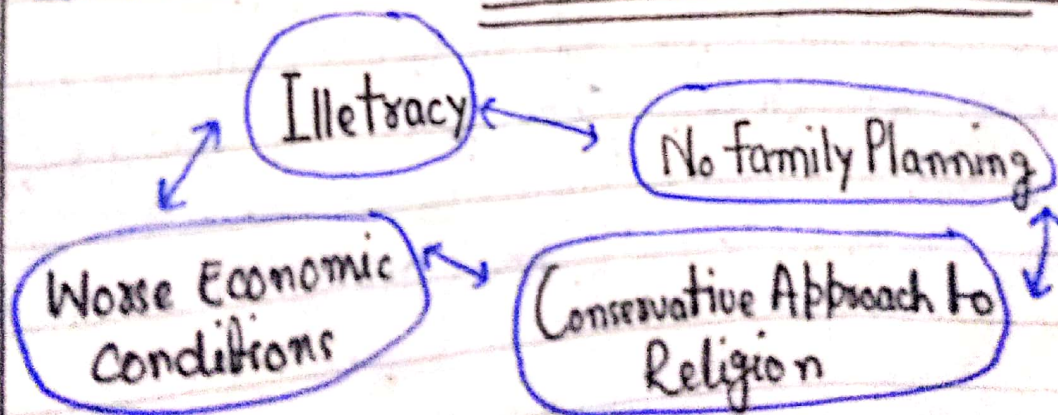 Illetracy
No family Planning
Worse Economic
Conditions
Conservative Approach to
Religion